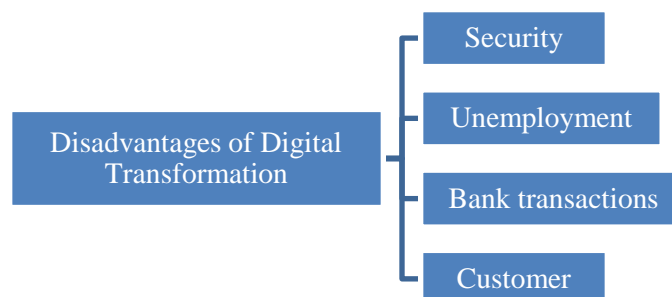 Security
Unemployment
Disadvantages of Digital
Transformation
Bank transactions
Customer